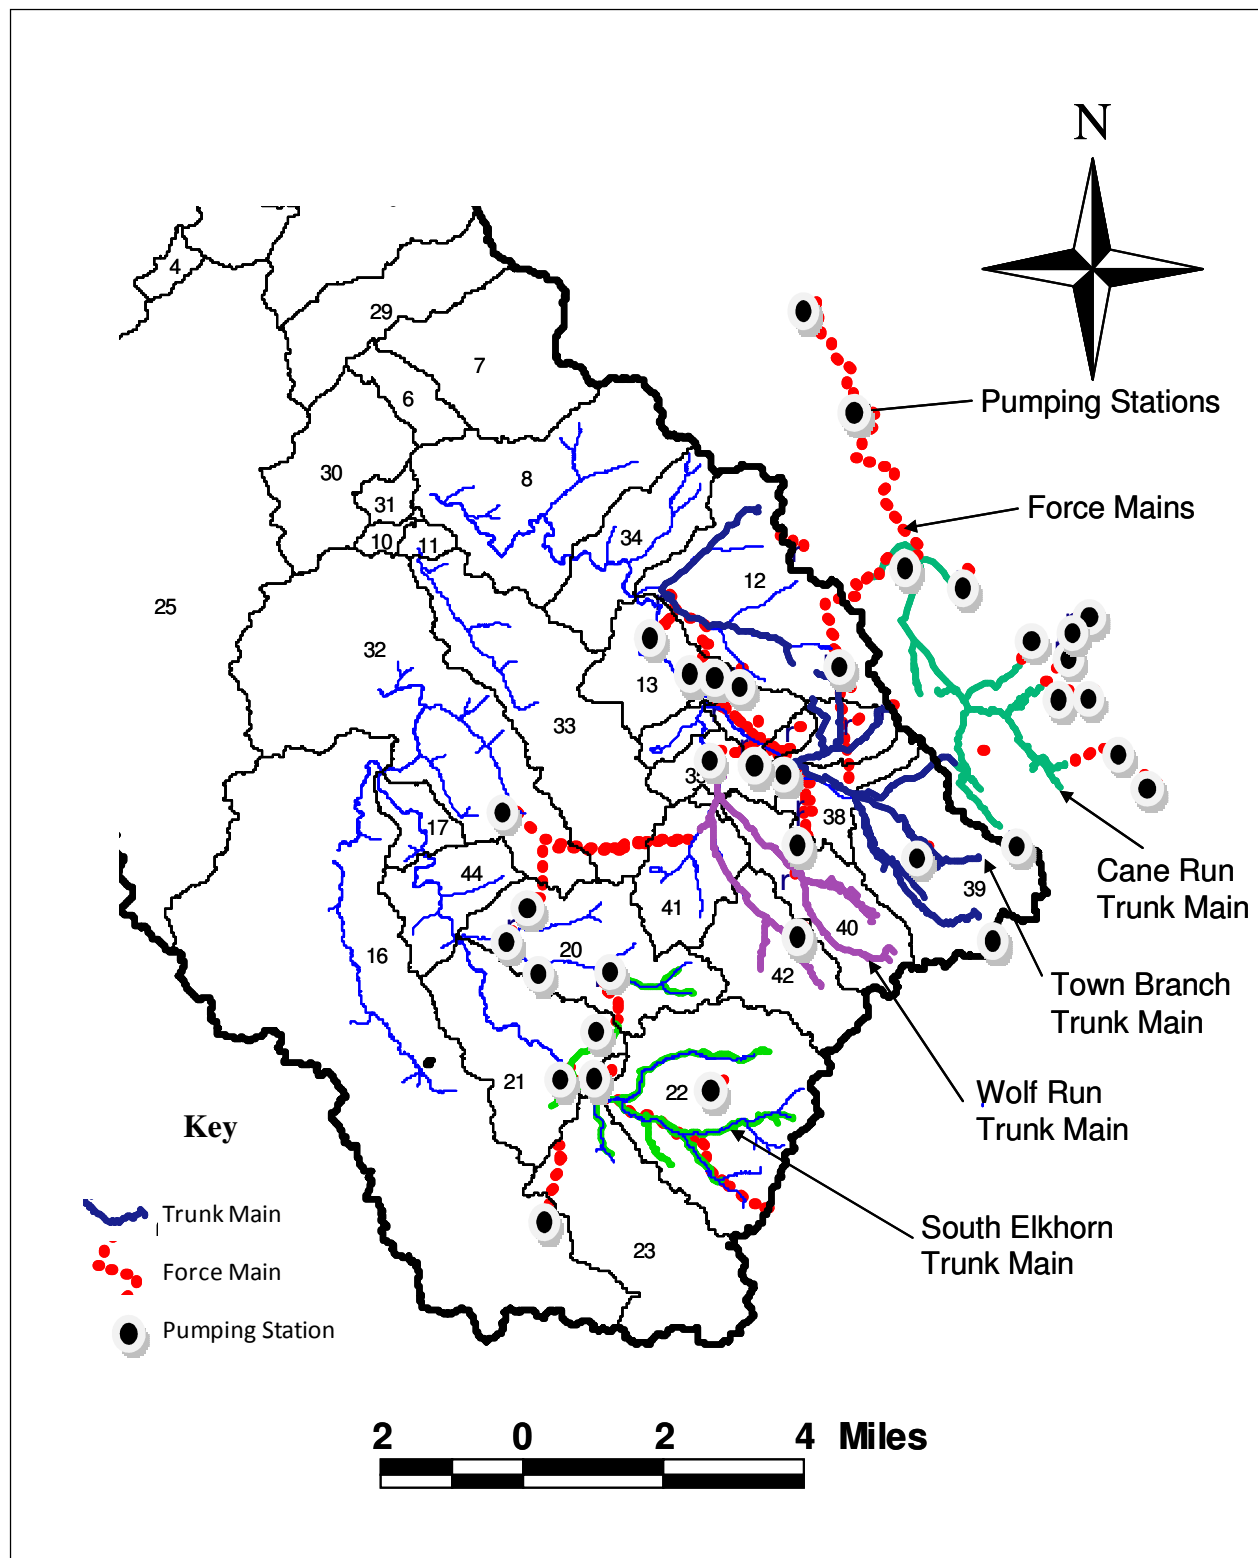 N
4
29
7
6
Pumping Stations
30
8
31
Force Mains
10
11
34
12
25
32
13
33
35
38
17
Cane Run
Trunk Main
44
39
41
40
20
16
42
Town Branch
Trunk Main
21
22
Wolf Run
Trunk Main
Key
Trunk Main
South Elkhorn
Trunk Main
23
Force Main
Pumping Station
2 0 2 4 Miles